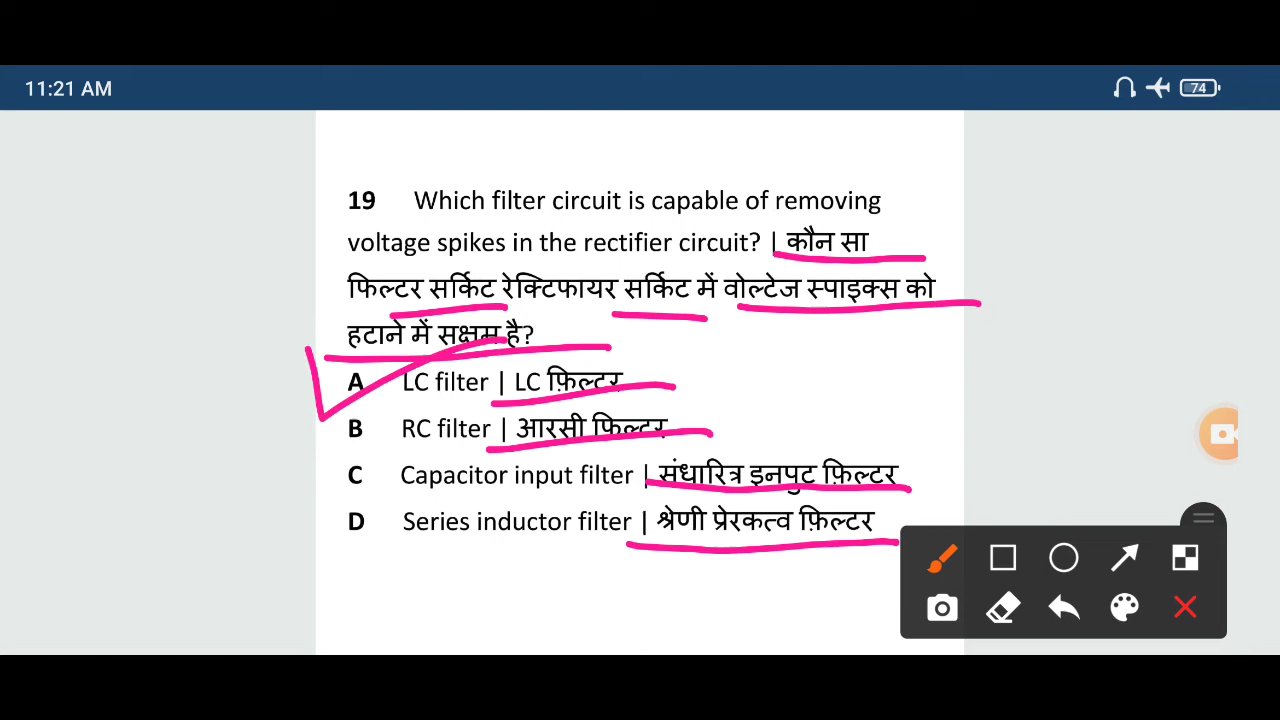 11:21 AM
74
19 Which filter circuit is capable of removing
voltage spikes in the rectifier circuit? | कौन सा
फिल्टर सर्किट रेक्टिफायर सर्किट में वोल्टेज स्पाइक्स को
हटाने में सक्षम है?
A LC filter | LC फ़िल्टर
B RC filter | आरसी फिल्टर
C Capacitor input filter | संधारित्र इनपुट फ़िल्टर
D Series inductor filter | श्रेणी प्रेरकत्व फ़िल्टर